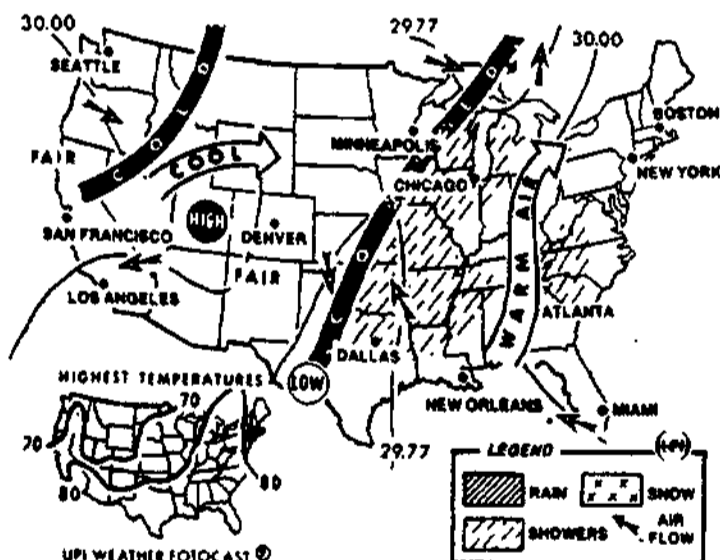 30.00
29.77
30.00
SEATTLE
COLD
COLD
BOSTON
FAIR
COOL
MINNEAPOLIS
NEW YORK
CHICAGO
HIGH
DENVER
WARM AIR
SAN FRANCISCO
FAIR
COLD
LOS ANGELES
ATLANTA
DALLAS
HIGHEST TEMPERATURES
LOW
NEW ORLEANS
MIAMI
70
70
29.77
80
80
LEGEND
RAIN
SNOW
SHOWERS
AIR
FLOW
UPI WEATHER FOTOCAST ®